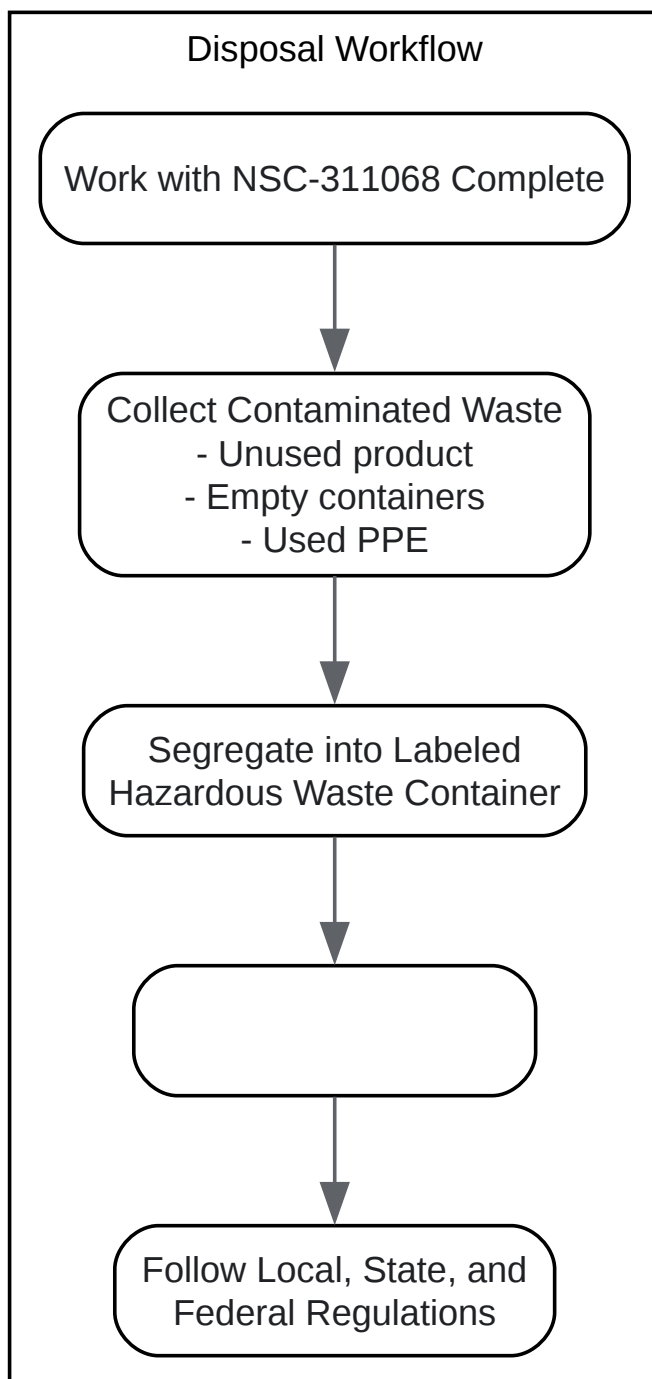 Disposal Workflow
Work with NSC-311068 Complete
Collect Contaminated Waste
- Unused product
- Empty containers
- Used PPE
Segregate into Labeled
Hazardous Waste Container
Follow Local, State, and
Federal Regulations